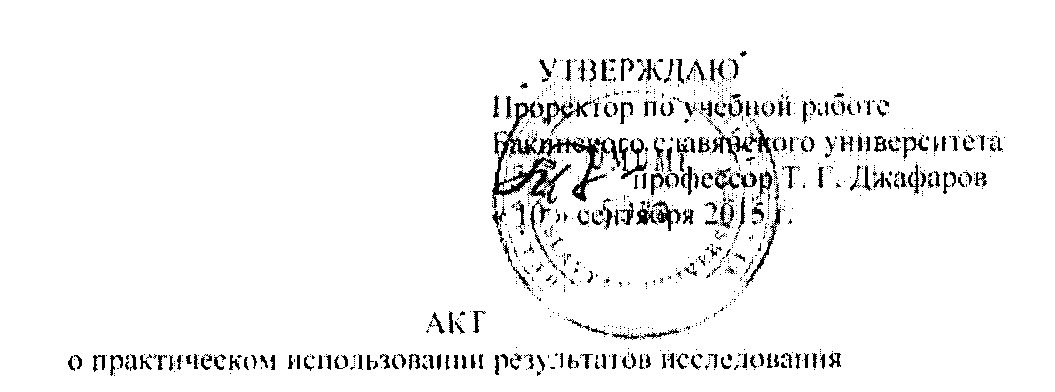 УТВЕРЖДАЮ
Проректор по учебной работе
Бакинского славянского университета
профессор Т. Г. Джафаров
« 10 » сентября 2015 г.
АКТ
о практическом использовании результатов исследования